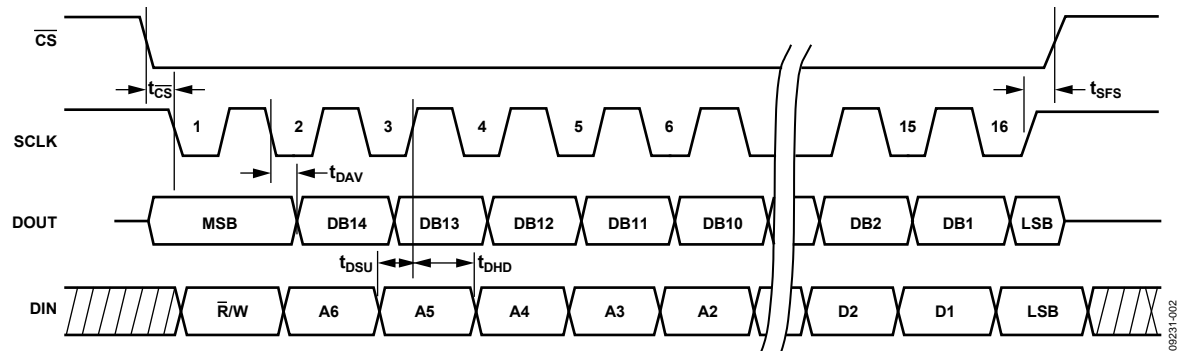 CS
tCS
tSFS
SCLK
1 2 3 4 5 6 15 16
tDAV
DOUT
MSB DB14 DB13 DB12 DB11 DB10 DB2 DB1 LSB
tDSU tDHD
DIN
R/W A6 A5 A4 A3 A2 D2 D1 LSB
09231-002